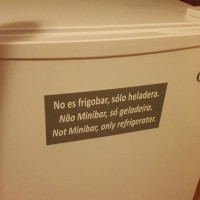 No es frigobar, sólo heladera.
Não Minibar, só geladeira.
Not Minibar, only refrigerator.